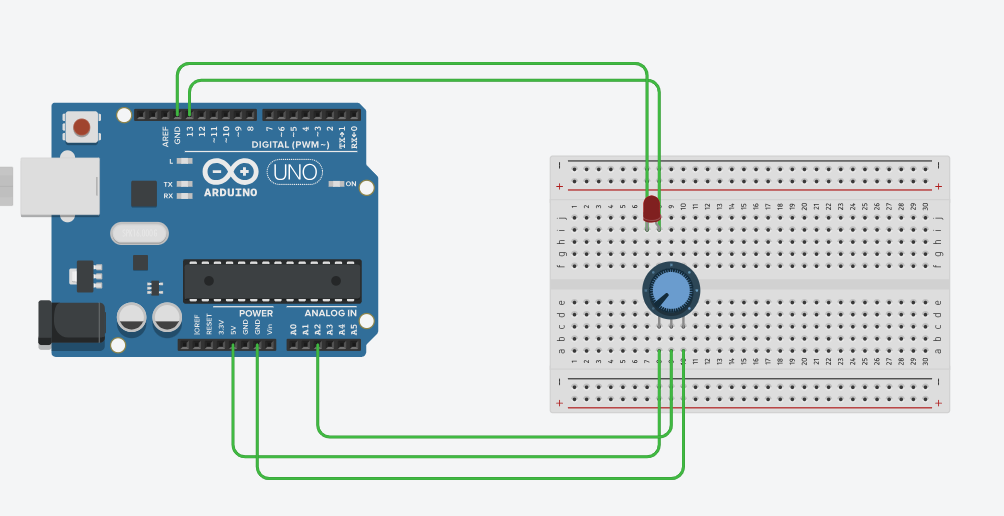 AREF
GND
13
12
~11
~10
~9
8
7
~6
~5
4
~3
2
TX→1
RX←0
DIGITAL (PWM~)
L
TX
RX
ARDUINO
UNO
ON
POWER
ANALOG IN
IOREF
RESET
3.3V
5V
GND
GND
Vin
A0
A1
A2
A3
A4
A5
- -
+ +
1 2 3 4 5 6 9 10 11 12 13 14 15 16 17 18 19 20 21 22 23 24 25 26 27 28 29 30
j j
i i
h h
g g
f f
e e
d d
c c
b b
a a
1 2 3 4 5 6 7 8 9 10 11 12 13 14 15 16 17 18 19 20 21 22 23 24 25 26 27 28 29 30
- -
+ +